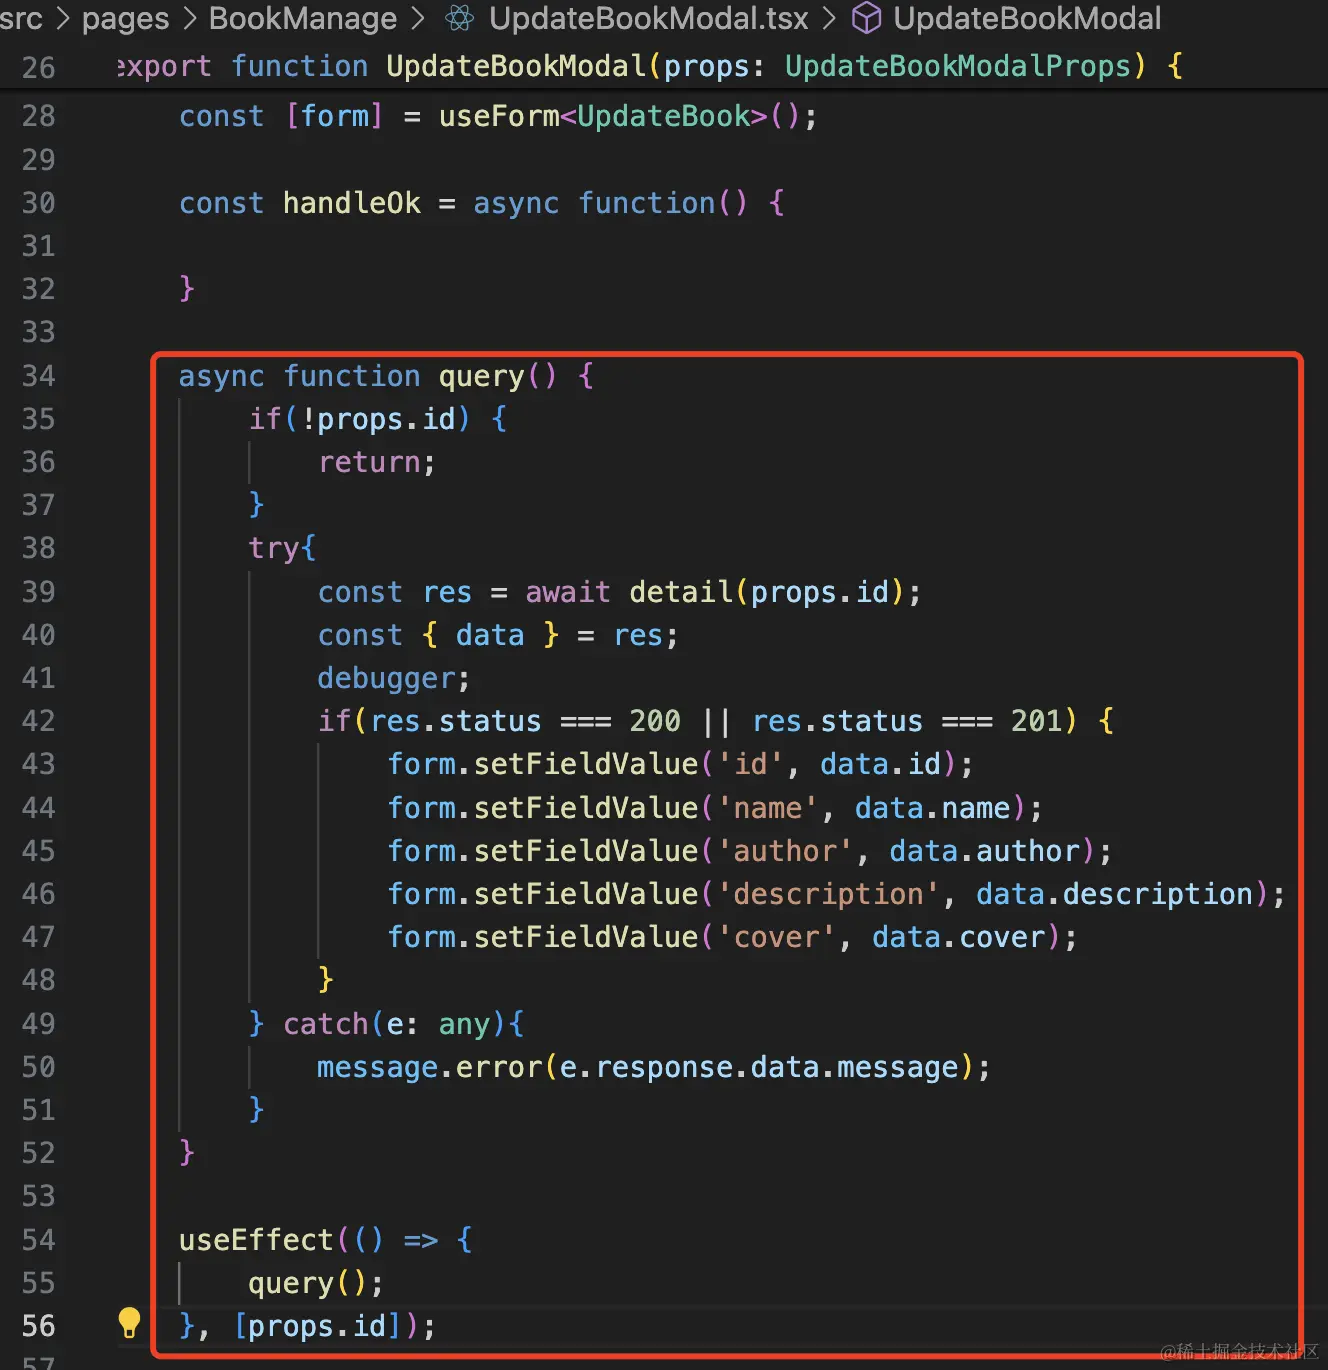 src > pages > BookManage > UpdateBookModal.tsx > UpdateBookModal
26 export function UpdateBookModal(props: UpdateBookModalProps) {
28 const [form] = useForm<UpdateBook>();
29
30 const handleOk = async function() {
31
32 }
33
34 async function query() {
35 if(!props.id) {
36 return;
37 }
38 try{
39 const res = await detail(props.id);
40 const { data } = res;
41 debugger;
42 if(res.status === 200 || res.status === 201) {
43 form.setFieldValue('id', data.id);
44 form.setFieldValue('name', data.name);
45 form.setFieldValue('author', data.author);
46 form.setFieldValue('description', data.description);
47 form.setFieldValue('cover', data.cover);
48 }
49 } catch(e: any){
50 message.error(e.response.data.message);
51 }
52 }
53
54 useEffect(() => {
55 query();
56 }, [props.id]);
57
@稀土掘金技术社区